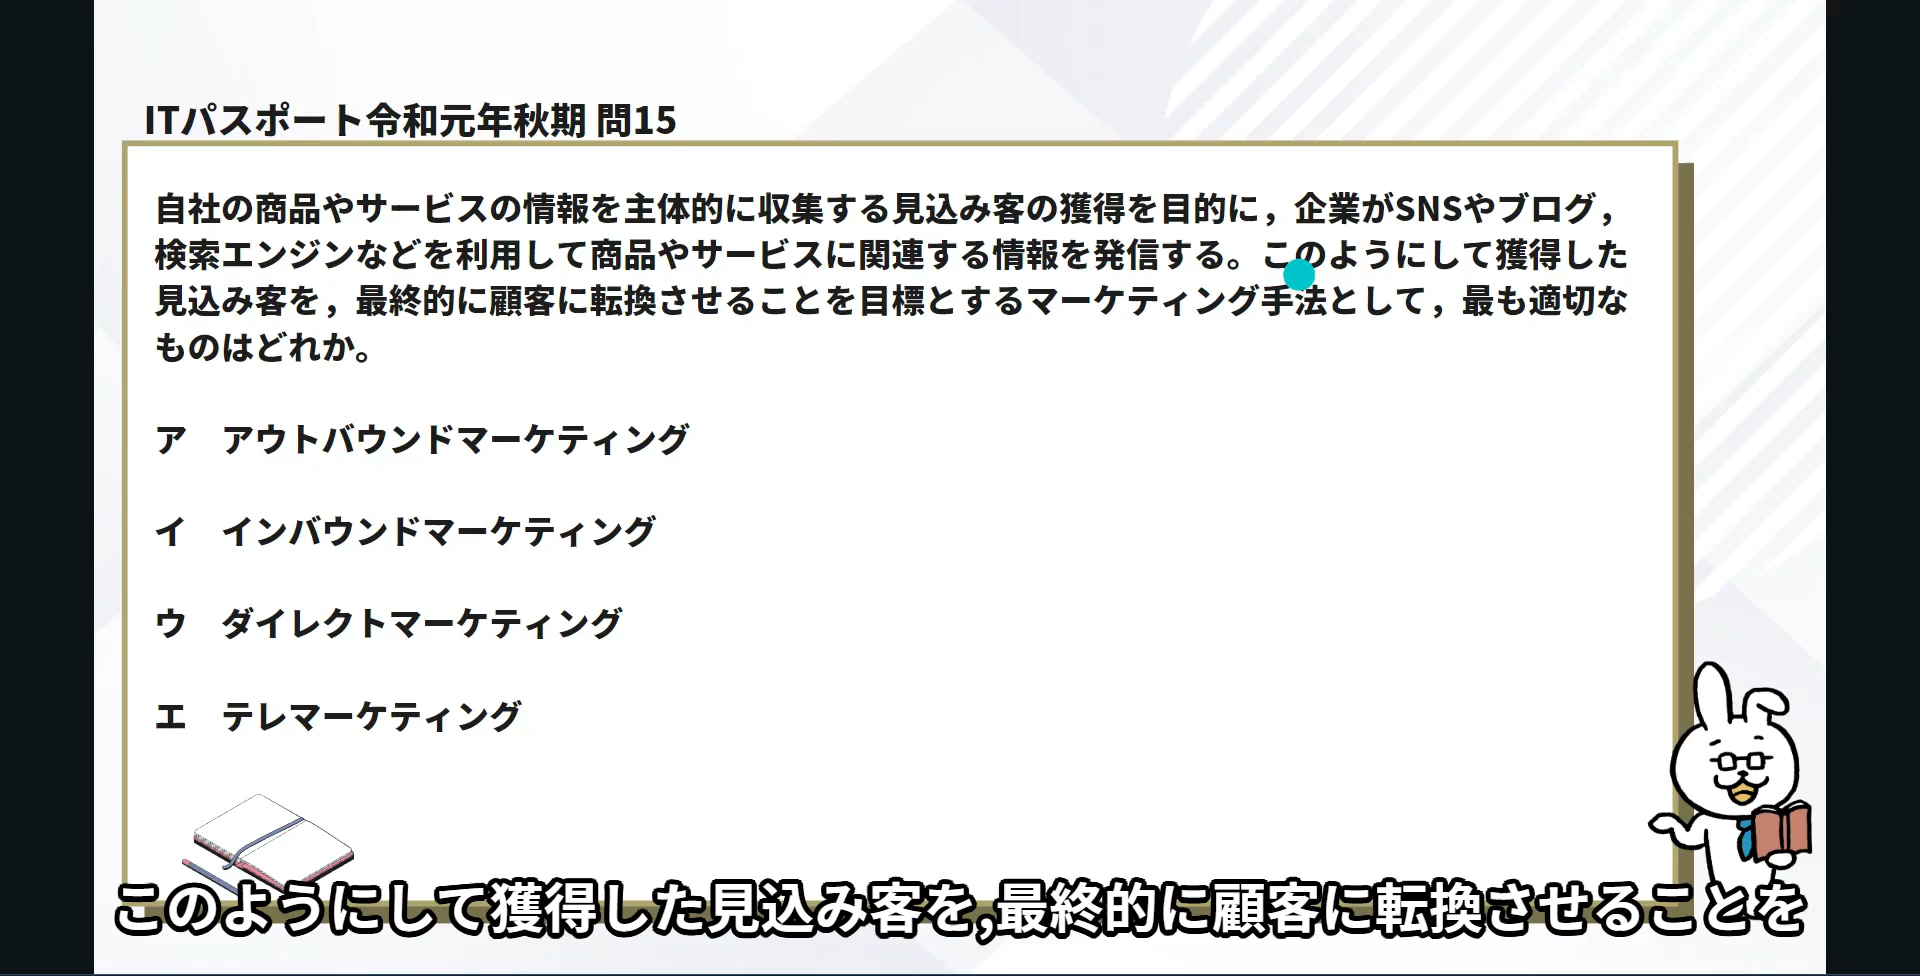 ITパスポート令和元年秋期 問15
自社の商品やサービスの情報を主体的に収集する見込み客の獲得を目的に，企業がSNSやブログ，
検索エンジンなどを利用して商品やサービスに関連する情報を発信する。このようにして獲得した
見込み客を，最終的に顧客に転換させることを目標とするマーケティング手法として，最も適切な
ものはどれか。
ア　アウトバウンドマーケティング
イ　インバウンドマーケティング
ウ　ダイレクトマーケティング
エ　テレマーケティング
このようにして獲得した見込み客を,最終的に顧客に転換させることを